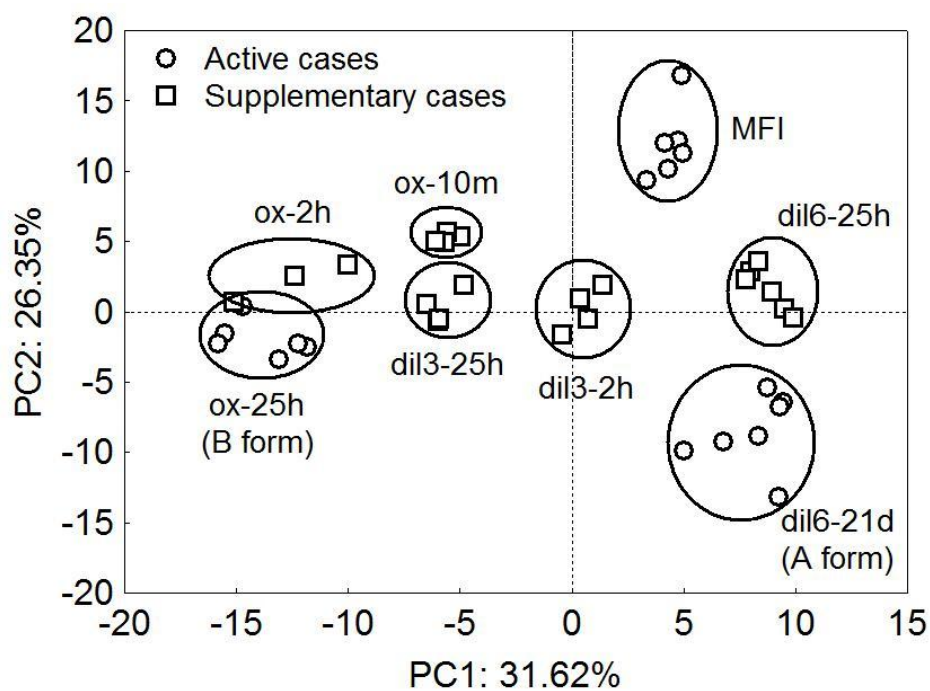 20
15
10
5
0
-5
-10
-15
-20
PC2: 26.35%
Active cases
Supplementary cases
MFI
ox-10m
ox-2h
dil6-25h
dil3-25h
dil3-2h
ox-25h
(B form)
dil6-21d
(A form)
-20 -15 -10 -5 0 5 10 15
PC1: 31.62%